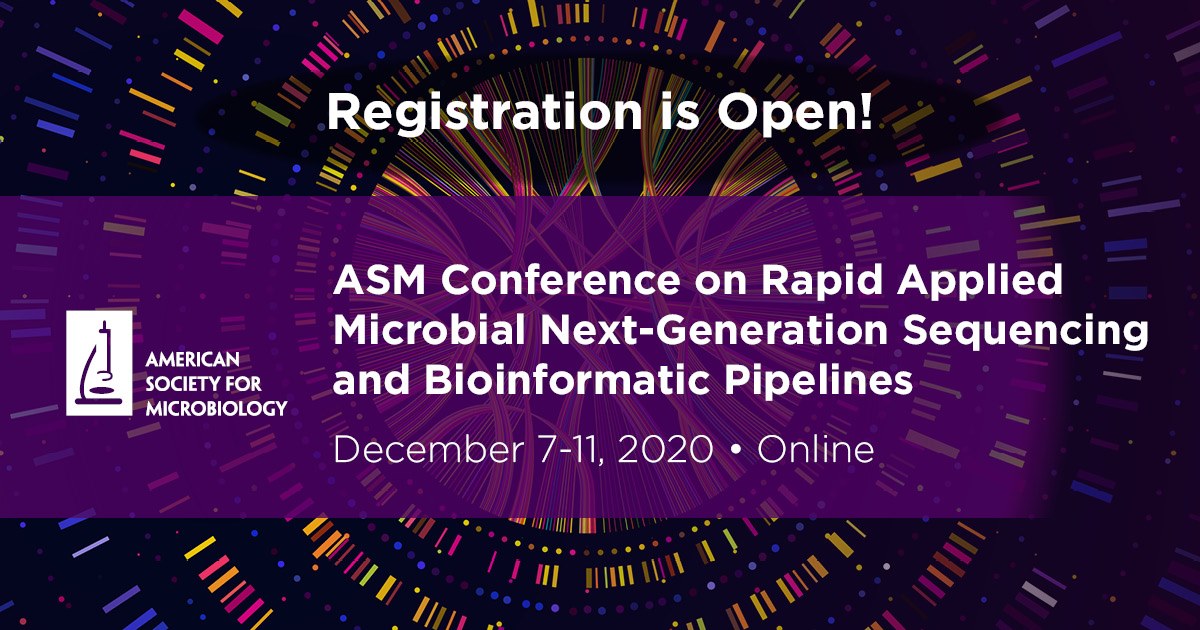 Registration is Open!
ASM Conference on Rapid Applied
Microbial Next-Generation Sequencing
and Bioinformatic Pipelines
December 7-11, 2020 • Online
AMERICAN
SOCIETY FOR
MICROBIOLOGY